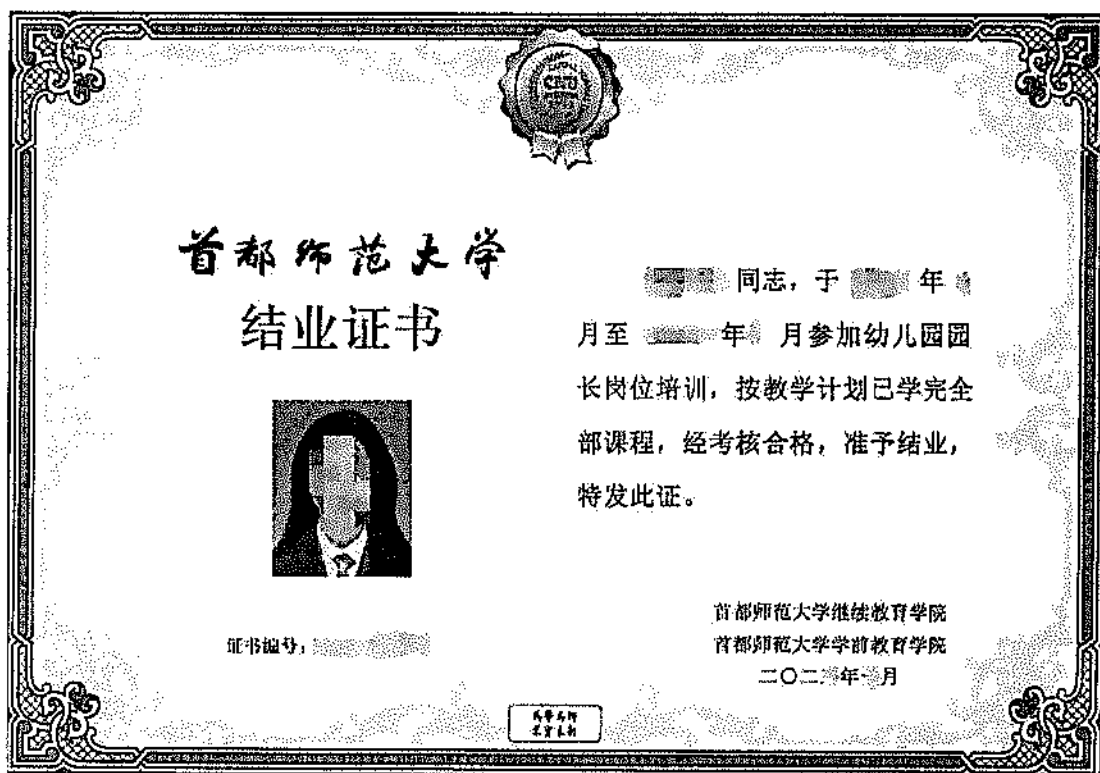 首都师范大学
结业证书
同志，于 年
月至 年 月参加幼儿园园
长岗位培训，按教学计划已学完全
部课程，经考核合格，准予结业，
特发此证。
证书编号：
首都师范大学继续教育学院
首都师范大学学前教育学院
二〇二 年 月